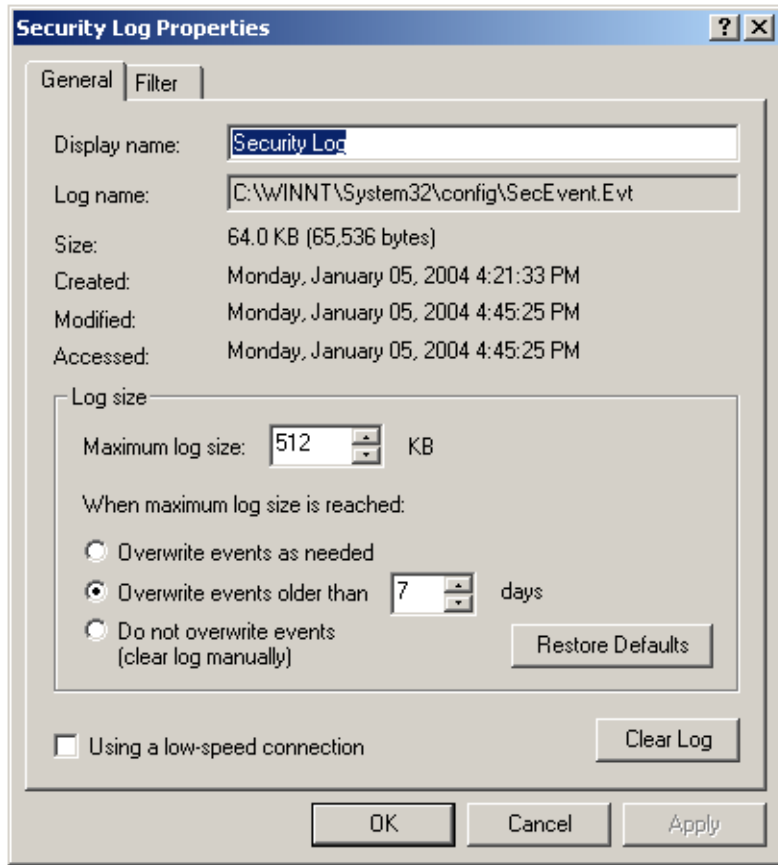 Security Log Properties
General Filter
Display name: Security Log
Log name: C:\WINNT\System32\config\SecEvent.Evt
Size: 64.0 KB (65,536 bytes)
Created: Monday, January 05, 2004 4:21:33 PM
Modified: Monday, January 05, 2004 4:45:25 PM
Accessed: Monday, January 05, 2004 4:45:25 PM
Log size
Maximum log size: 512 KB
When maximum log size is reached:
Overwrite events as needed
Overwrite events older than 7 days
Do not overwrite events
(clear log manually)
Restore Defaults
Using a low-speed connection
Clear Log
OK Cancel Apply